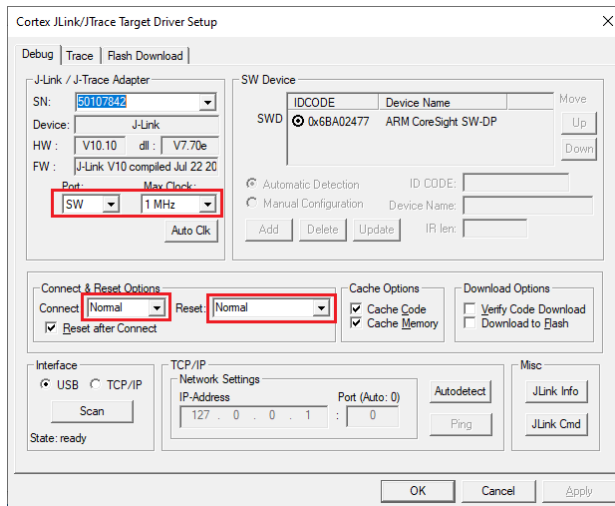 Cortex JLink/JTrace Target Driver Setup
Debug Trace Flash Download
J-Link / J-Trace Adapter
SN: 50107842
Device: J-Link
HW : V10.10 dll : V7.70e
FW : J-Link V10 compiled Jul 22 20
Port: Max Clock:
SW 1 MHz
Auto Clk
SW Device
IDCODE Device Name
SWD 0x6BA02477 ARM CoreSight SW-DP
Move
Up
Down
Automatic Detection ID CODE:
Manual Configuration Device Name:
Add Delete Update IR len:
Connect & Reset Options
Connect: Normal Reset: Normal
Reset after Connect
Cache Options
Cache Code
Cache Memory
Download Options
Verify Code Download
Download to Flash
Interface
USB TCP/IP
Scan
State: ready
TCP/IP
Network Settings
IP-Address Port (Auto: 0)
127 . 0 . 0 . 1 : 0
Autodetect
Ping
Misc
JLink Info
JLink Cmd
OK Cancel Apply